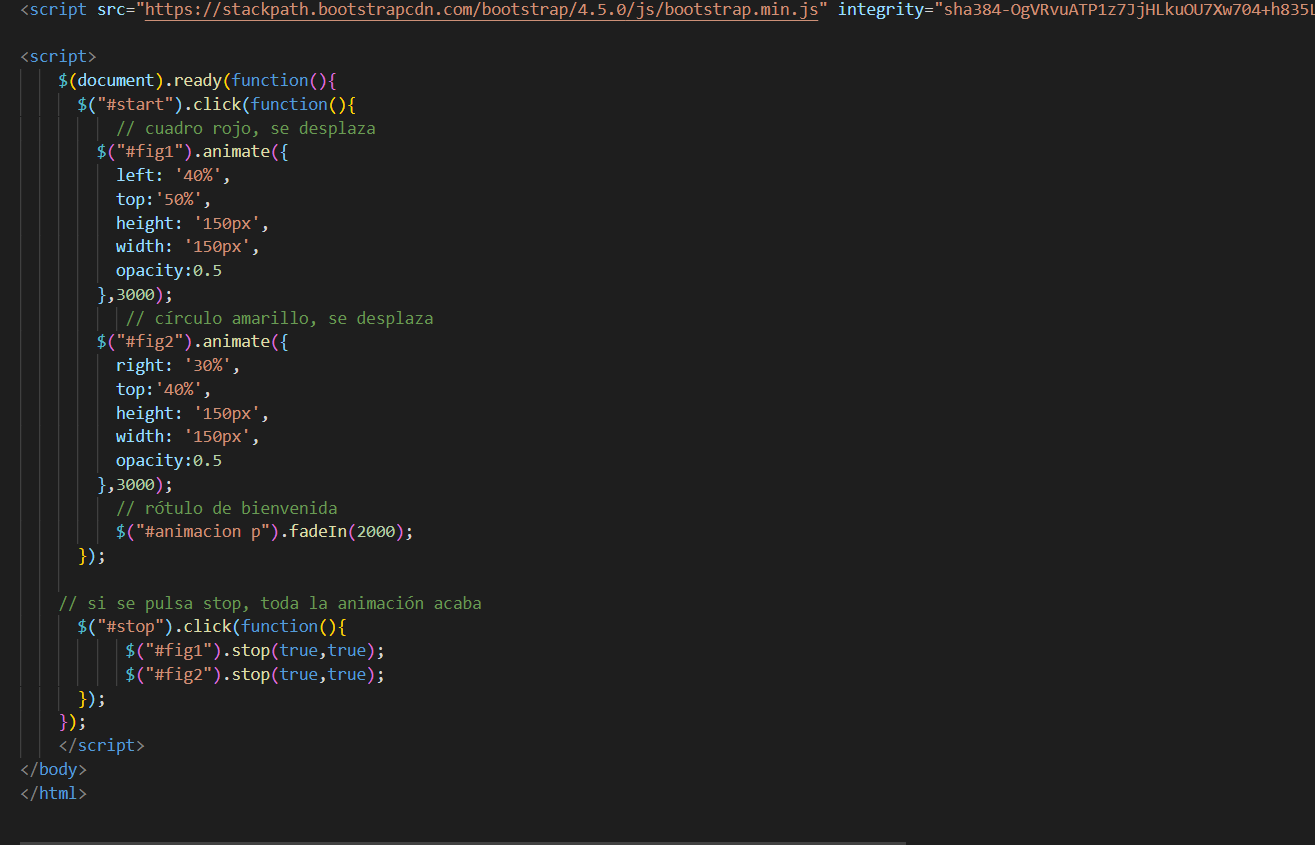 <script src="https://stackpath.bootstrapcdn.com/bootstrap/4.5.0/js/bootstrap.min.js" integrity="sha384-OgVRvuATP1z7JjHLkuOU7Xw704+h835L
<script>
$(document).ready(function(){
$("#start").click(function(){
// cuadro rojo, se desplaza
$("#fig1").animate({
left: '40%',
top:'50%',
height: '150px',
width: '150px',
opacity:0.5
},3000);
// círculo amarillo, se desplaza
$("#fig2").animate({
right: '30%',
top:'40%',
height: '150px',
width: '150px',
opacity:0.5
},3000);
// rótulo de bienvenida
$("#animacion p").fadeIn(2000);
});
// si se pulsa stop, toda la animación acaba
$("#stop").click(function(){
$("#fig1").stop(true,true);
$("#fig2").stop(true,true);
});
});
</script>
</body>
</html>